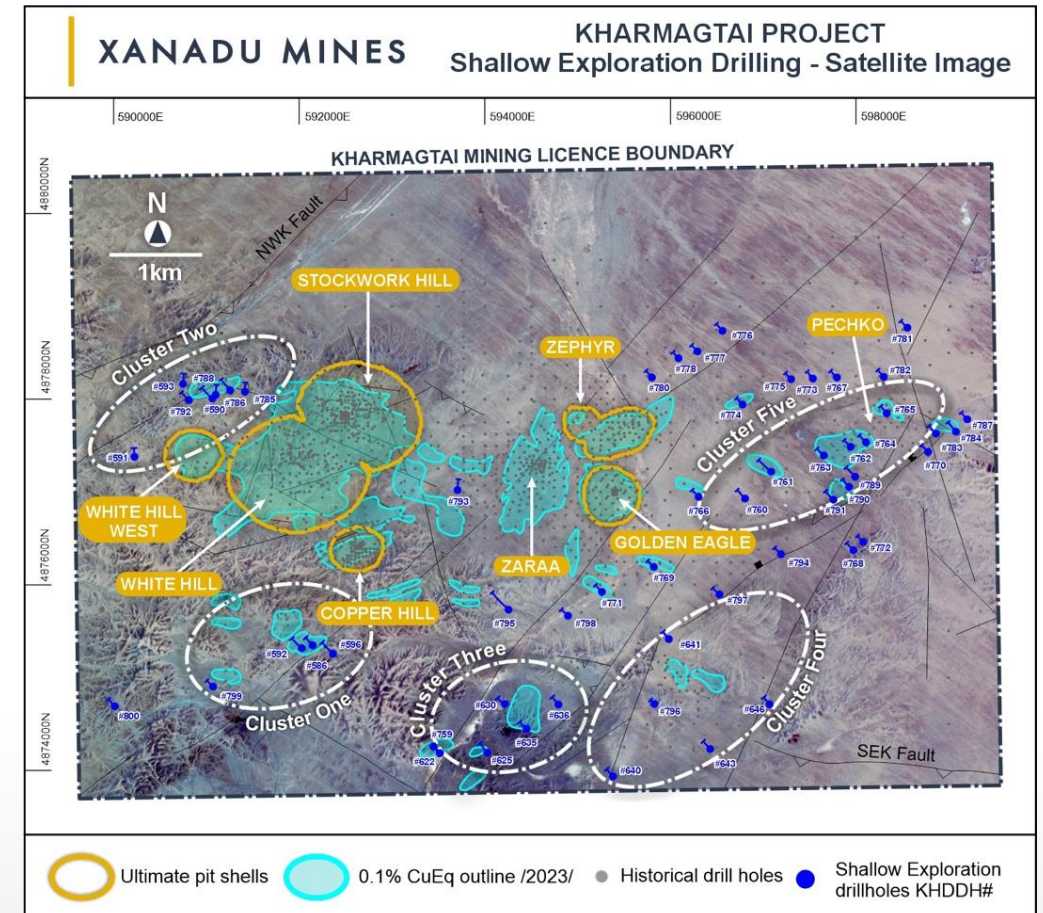 XANADU MINES
KHARMAGTAI PROJECT
Shallow Exploration Drilling - Satellite Image
590000E
592000E
594000E
596000E
598000E
KHARMAGTAI MINING LICENCE BOUNDARY
4880000N
4878000N
4876000N
4874000N
N
1km
NWK Fault
STOCKWORK HILL
ZEPHYR
PECHKO
Cluster Two
#776
#781
#777
#778
#780
#775
#773
#767
#782
#593
#788
#792
#590
#786
#785
#774
#765
#787
Cluster Five
#784
#783
#764
#762
#763
#770
#591
#761
#789
#790
#791
#793
#766
#760
WHITE HILL
WEST
GOLDEN EAGLE
ZARAA
WHITE HILL
COPPER HILL
#772
#768
#794
#769
#771
#797
#795
#798
#596
#592
#586
#641
Cluster Three
Cluster Four
#799
#800
Cluster One
#630
#636
#796
#646
#759
#635
#622
#625
#643
#640
SEK Fault
Ultimate pit shells
0.1% CuEq outline /2023/
Historical drill holes
Shallow Exploration
drillholes KHDDH#